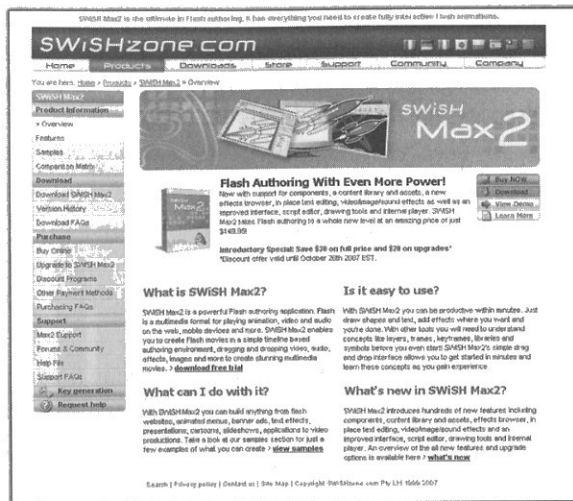 SWiSH Max2 is the ultimate in Flash authoring. It has everything you need to create fully interactive Flash animations.
SWiSHzone.com
Home Products Downloads Store Support Community Company
You are here: Home » Products » SWiSH Max2 » Overview
SWiSH Max2
Product Information
» Overview
Features
Samples
Comparison Matrix
Download
Download SWiSH Max2
Version History
Download FAQs
Purchase
Buy Online
Upgrade to SWiSH Max2
Discount Programs
Other Payment Methods
Purchasing FAQs
Support
Max2 Support
Forums & Community
Help File
Support FAQs
Key generation
Request help
SWiSH
Max2
Flash Authoring With Even More Power!
Now with support for components, a content library and assets, a new
effects browser, in place text editing, video/image/sound effects as well as an
improved interface, script editor, drawing tools and internal player. SWiSH
Max2 takes Flash authoring to a whole new level at an amazing price of just
$149.95!
Introductory Special: Save $20 on full price and $20 on upgrades*
*Discount offer valid until October 20th 2007 EST.
Buy NOW
Download
View Demo
Learn More
What is SWiSH Max2?
SWiSH Max2 is a powerful Flash authoring application. Flash
is a multimedia format for playing animation, video and audio
on the web, mobile devices and more. SWiSH Max2 enables
you to create Flash movies in a simple timeline based
authoring environment, dragging and dropping video, audio,
effects, images and more to create stunning multimedia
movies. > download free trial
Is it easy to use?
With SWiSH Max2 you can be productive within minutes. Just
draw shapes and text, add effects where you want and
you're done. With other tools you will need to understand
concepts like layers, frames, keyframes, libraries and
symbols before you even start! SWiSH Max2's simple drag
and drop interface allows you to get started in minutes and
learn these concepts as you gain experience
What can I do with it?
With SWiSHMax2 you can build anything from flash
websites, animated menus, banner ads, text effects,
presentations, cartoons, slideshows, applications to video
productions. Take a look at our samples section for just a
few examples of what you can create > view samples
What's new in SWiSH Max2?
SWiSH Max2 introduces hundreds of new features including
components, content library and assets, effects browser, in
place text editing, video/image/sound effects and an
improved interface, script editor, drawing tools and internal
player. An overview of the all new features and upgrade
options is available here > what's new
Search | Privacy policy | Contact us | Site Map | Copyright SWiSHzone.com Pty Ltd 1999-2007